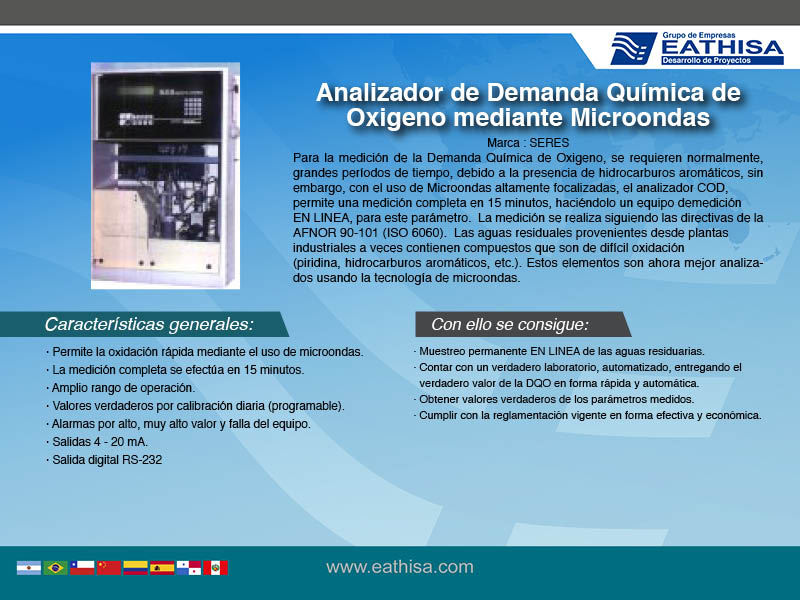 Grupo de Empresas
EATHISA
Desarrollo de Proyectos
Analizador de Demanda Química de
Oxigeno mediante Microondas
Marca : SERES
Para la medición de la Demanda Química de Oxigeno, se requieren normalmente,
grandes períodos de tiempo, debido a la presencia de hidrocarburos aromáticos, sin
embargo, con el uso de Microondas altamente focalizadas, el analizador COD,
permite una medición completa en 15 minutos, haciéndolo un equipo demedición
EN LINEA, para este parámetro. La medición se realiza siguiendo las directivas de la
AFNOR 90-101 (ISO 6060). Las aguas residuales provenientes desde plantas
industriales a veces contienen compuestos que son de difícil oxidación
(piridina, hidrocarburos aromáticos, etc.). Estos elementos son ahora mejor analiza-
dos usando la tecnología de microondas.
Características generales:
· Permite la oxidación rápida mediante el uso de microondas.
· La medición completa se efectúa en 15 minutos.
· Amplio rango de operación.
· Valores verdaderos por calibración diaria (programable).
· Alarmas por alto, muy alto valor y falla del equipo.
· Salidas 4 - 20 mA.
· Salida digital RS-232
Con ello se consigue:
· Muestreo permanente EN LINEA de las aguas residuarias.
· Contar con un verdadero laboratorio, automatizado, entregando el
verdadero valor de la DQO en forma rápida y automática.
· Obtener valores verdaderos de los parámetros medidos.
· Cumplir con la reglamentación vigente en forma efectiva y económica.
www.eathisa.com